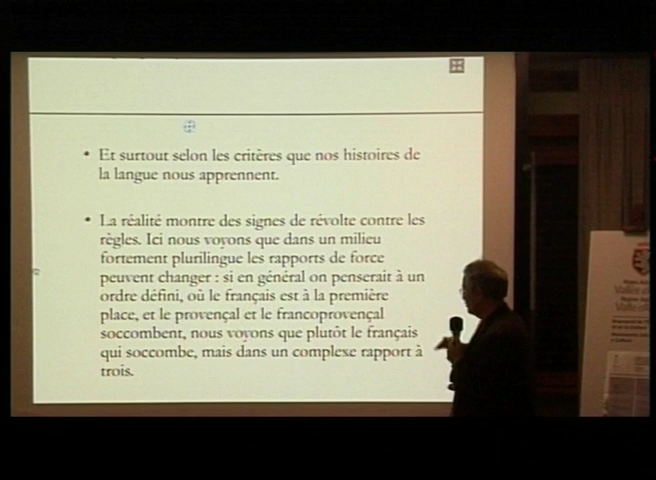 • Et surtout selon les critères que nos histoires de
la langue nous apprennent.
• La réalité montre des signes de révolte contre les
règles. Ici nous voyons que dans un milieu
fortement plurilingue les rapports de force
peuvent changer : si en général on penserait à un
ordre défini, où le français est à la première
place, et le provençal et le francoprovençal
soccombent, nous voyons que plutôt le français
qui soccombe, mais dans un complexe rapport à
trois.